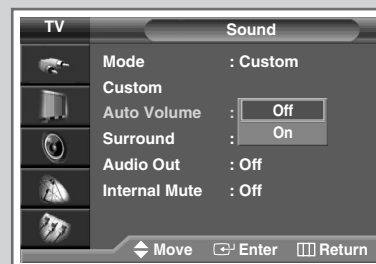 TV
Sound
Mode : Custom
Custom
Auto Volume : Off
On
Surround :
Audio Out : Off
Internal Mute : Off
Move Enter Return